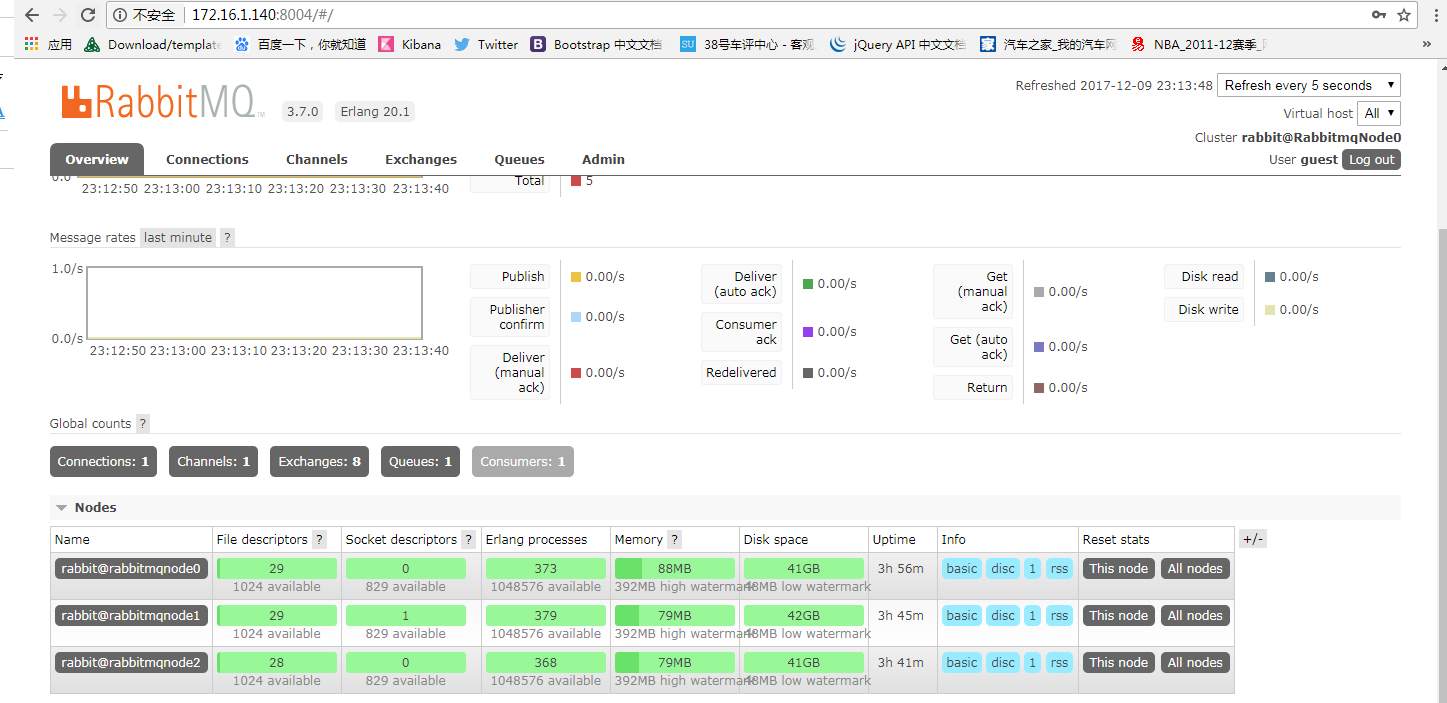 不安全 172.16.1.140:8004/#/
应用 Download/templat 百度一下，你就知道 Kibana Twitter Bootstrap 中文文档 38号车评中心 - 客观 jQuery API 中文文档 汽车之家_我的汽车网 NBA_2011-12赛季_ »
RabbitMQ TM 3.7.0 Erlang 20.1
Refreshed 2017-12-09 23:13:48 Refresh every 5 seconds
Virtual host All
Cluster rabbit@RabbitmqNode0
User guest Log out
Overview Connections Channels Exchanges Queues Admin
0.0
23:12:50 23:13:00 23:13:10 23:13:20 23:13:30 23:13:40
Total 5
Message rates last minute ?
1.0/s
0.0/s
23:12:50 23:13:00 23:13:10 23:13:20 23:13:30 23:13:40
Publish 0.00/s
Publisher
confirm 0.00/s
Deliver
(manual
ack) 0.00/s
Deliver
(auto ack) 0.00/s
Consumer
ack 0.00/s
Redelivered 0.00/s
Get
(manual
ack) 0.00/s
Get (auto
ack) 0.00/s
Return 0.00/s
Disk read 0.00/s
Disk write 0.00/s
Global counts ?
Connections: 1 Channels: 1 Exchanges: 8 Queues: 1 Consumers: 1
Nodes
Name File descriptors ? Socket descriptors ? Erlang processes Memory ? Disk space Uptime Info Reset stats +/-
rabbit@rabbitmqnode0 29 0 373 88MB 41GB 3h 56m basic disc 1 rss This node All nodes
1024 available 829 available 1048576 available 392MB high watermark 48MB low watermark
rabbit@rabbitmqnode1 29 1 379 79MB 42GB 3h 45m basic disc 1 rss This node All nodes
1024 available 829 available 1048576 available 392MB high watermark 48MB low watermark
rabbit@rabbitmqnode2 28 0 368 79MB 41GB 3h 41m basic disc 1 rss This node All nodes
1024 available 829 available 1048576 available 392MB high watermark 48MB low watermark